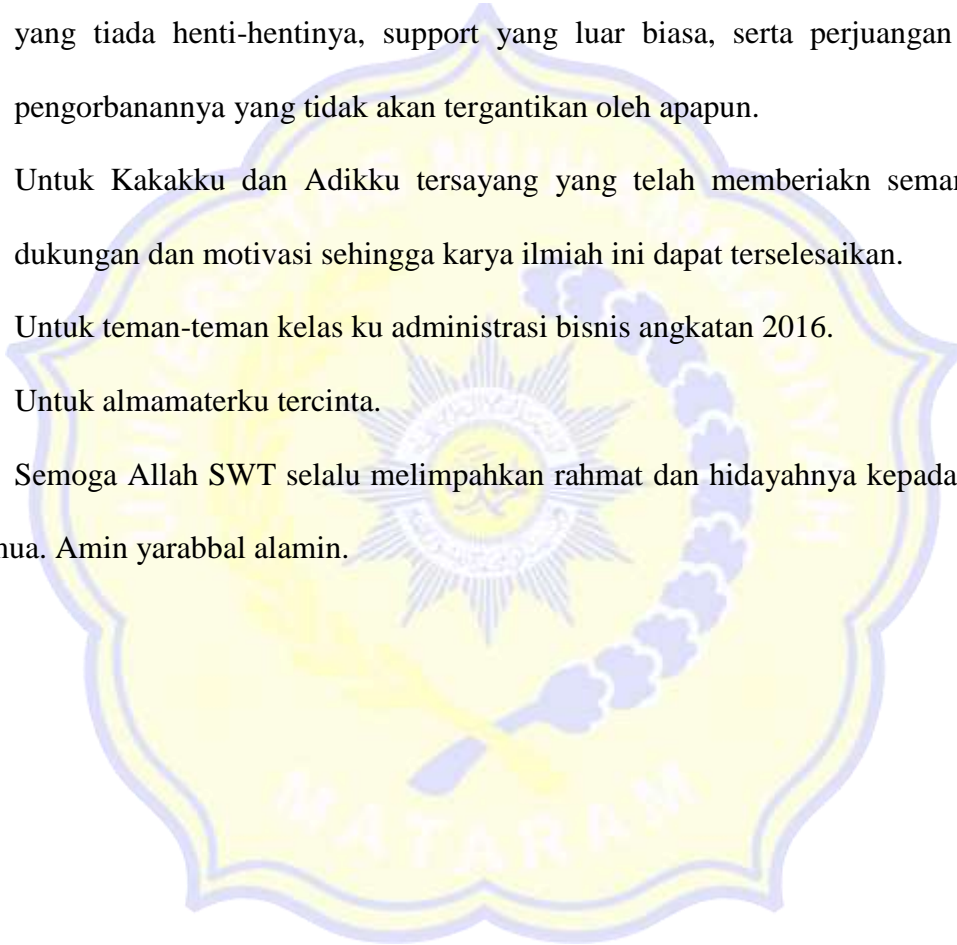 yang tiada henti-hentinya, support yang luar biasa, serta perjuangan
pengorbanannya yang tidak akan tergantikan oleh apapun.
Untuk Kakakku dan Adikku tersayang yang telah memberiakn semar
dukungan dan motivasi sehingga karya ilmiah ini dapat terselesaikan.
Untuk teman-teman kelas ku administrasi bisnis angkatan 2016.
Untuk almamaterku tercinta.
Semoga Allah SWT selalu melimpahkan rahmat dan hidayahnya kepada
nua. Amin yarabbal alamin.
UNIVERSITAS MUHAMMADIYAH
MATARAM